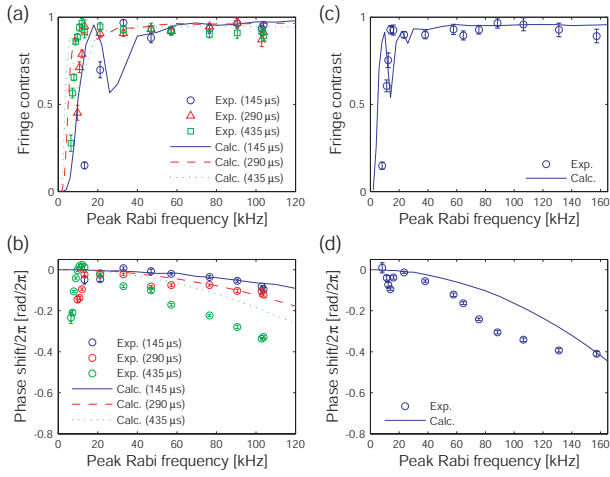 (a)
Fringe contrast
1
0.5
0
Exp. (145 μs)
Exp. (290 μs)
Exp. (435 μs)
Calc. (145 μs)
Calc. (290 μs)
Calc. (435 μs)
0 20 40 60 80 100 120
Peak Rabi frequency [kHz]
(c)
Fringe contrast
1
0.5
0
Exp.
Calc.
0 20 40 60 80 100 120 140 160
Peak Rabi frequency [kHz]
(b)
Phase shift/2π [rad/2π]
0
-0.2
-0.4
-0.6
-0.8
Exp. (145 μs)
Exp. (290 μs)
Exp. (435 μs)
Calc. (145 μs)
Calc. (290 μs)
Calc. (435 μs)
0 20 40 60 80 100 120
Peak Rabi frequency [kHz]
(d)
Phase shift/2π [rad/2π]
0
-0.2
-0.4
-0.6
-0.8
Exp.
Calc.
0 20 40 60 80 100 120 140 160
Peak Rabi frequency [kHz]